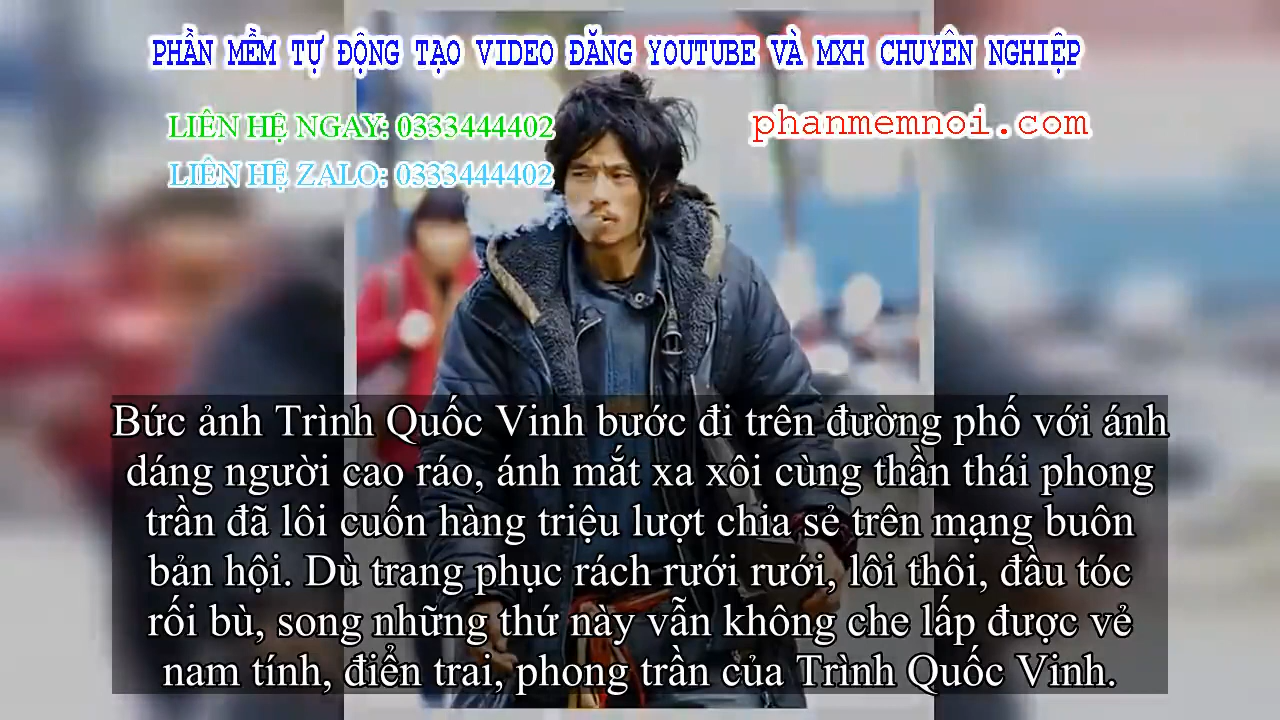 PHẦN MỀM TỰ ĐỘNG TẠO VIDEO ĐĂNG YOUTUBE VÀ MXH CHUYÊN NGHIỆP
LIÊN HỆ NGAY: 0333444402
phanmemnoi.com
LIÊN HỆ ZALO: 0333444402
Bức ảnh Trình Quốc Vinh bước đi trên đường phố với ánh
dáng người cao ráo, ánh mắt xa xôi cùng thần thái phong
trần đã lôi cuốn hàng triệu lượt chia sẻ trên mạng buôn
bản hội. Dù trang phục rách rưới rưới, lôi thôi, đầu tóc
rối bù, song những thứ này vẫn không che lấp được vẻ
nam tính, điển trai, phong trần của Trình Quốc Vinh.